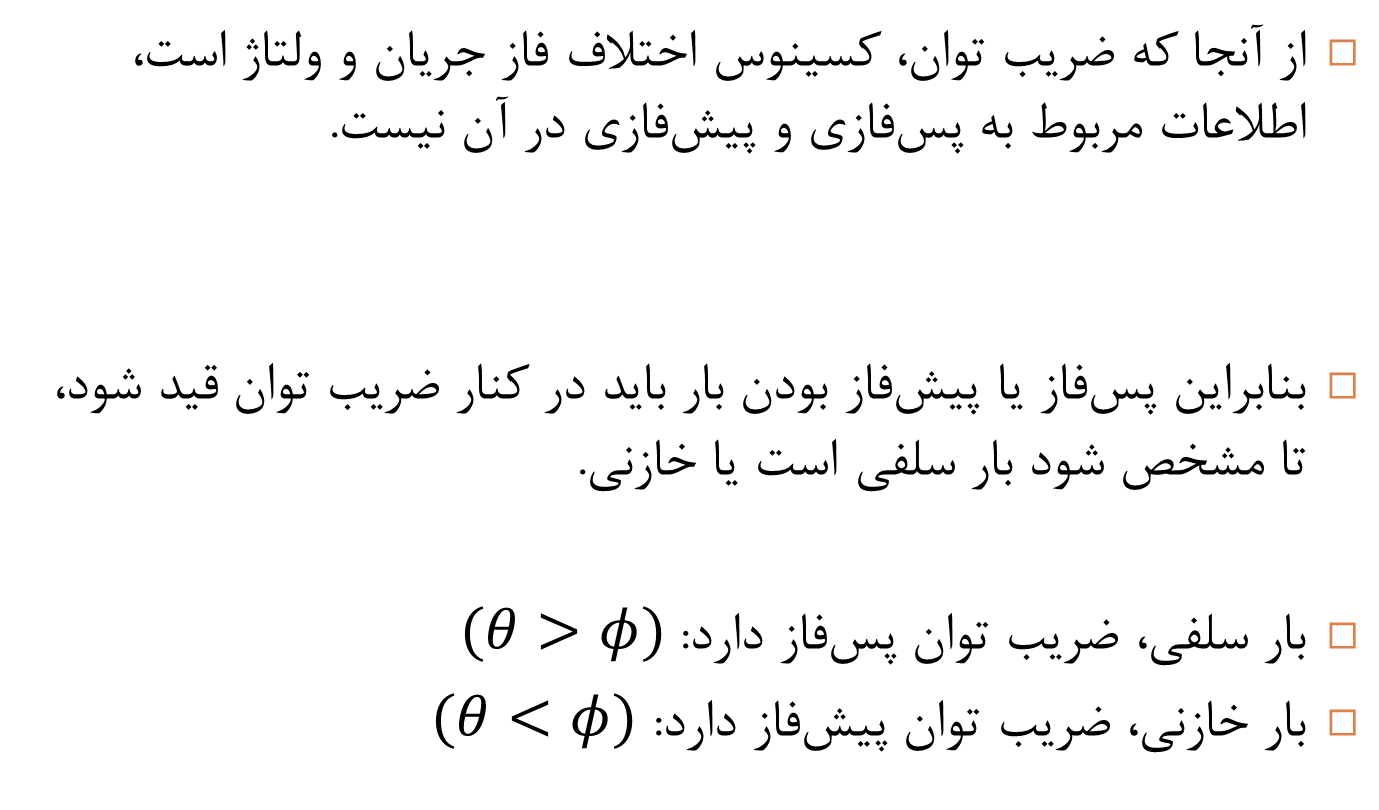 از آنجا که ضریب توان، کسینوس اختلاف فاز جریان و ولتاژ است،
اطلاعات مربوط به پس‌فازی و پیش‌فازی در آن نیست.
بنابراین پس‌فاز یا پیش‌فاز بودن بار باید در کنار ضریب توان قید شود،
تا مشخص شود بار سلفی است یا خازنی.
بار سلفی، ضریب توان پس‌فاز دارد: (θ > ϕ)
بار خازنی، ضریب توان پیش‌فاز دارد: (θ < ϕ)